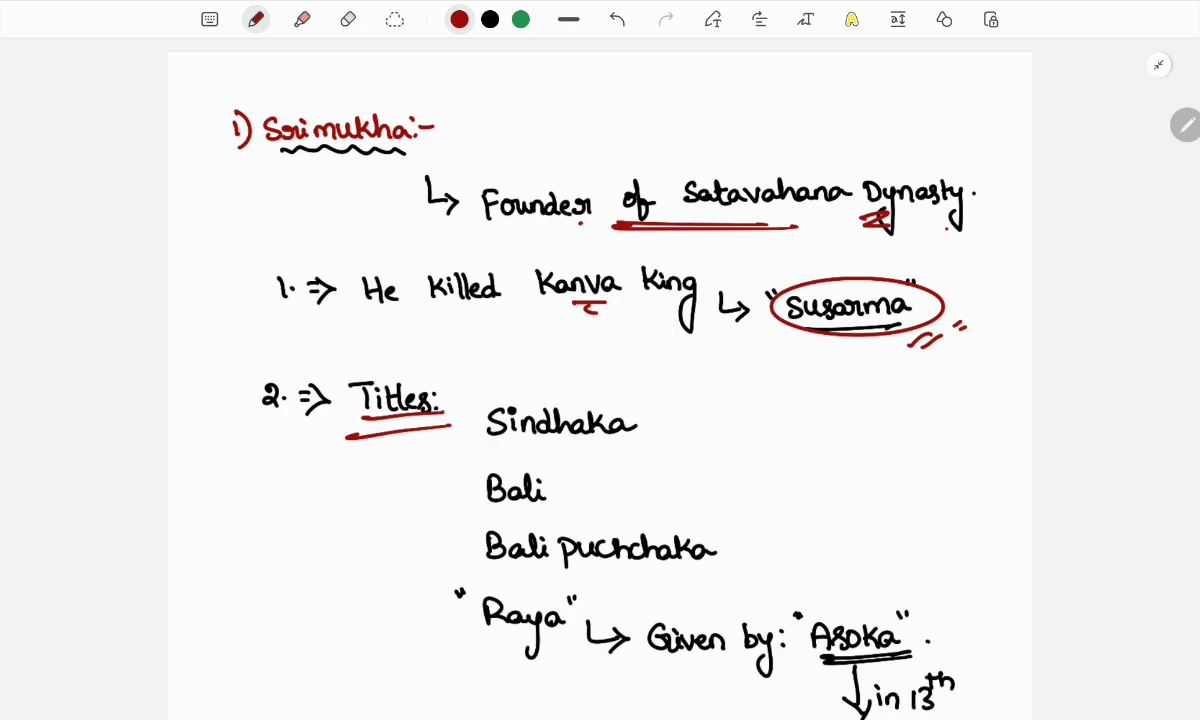 1) Srimukha:-
↳ Founder of Satavahana Dynasty.
1. ⇒ He killed Kanva King ↳ "Susarma"
2. ⇒ Titles:
Sindhaka
Bali
Bali puchchaka
"Raya" ↳ Given by: "Asoka".
↓ in 13th